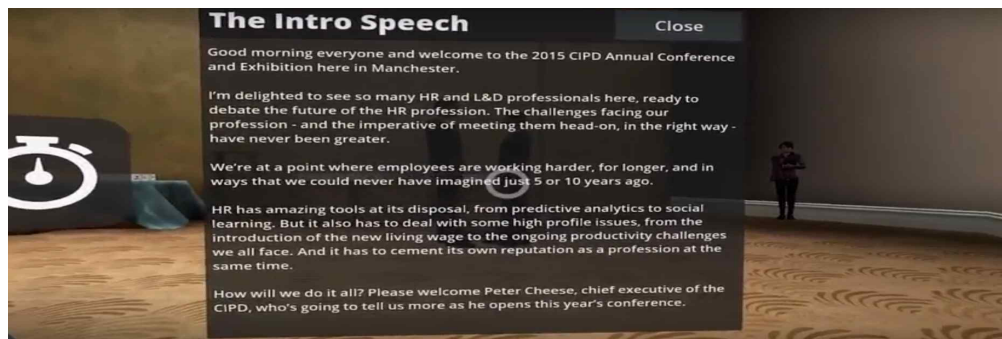 The Intro Speech
Close
Good morning everyone and welcome to the 2015 CIPD Annual Conference
and Exhibition here in Manchester.
I'm delighted to see so many HR and L&D professionals here, ready to
debate the future of the HR profession. The challenges facing our
profession - and the imperative of meeting them head-on, in the right way -
have never been greater.
We're at a point where employees are working harder, for longer, and in
ways that we could never have imagined just 5 or 10 years ago.
HR has amazing tools at its disposal, from predictive analytics to social
learning. But it also has to deal with some high profile issues, from the
introduction of the new living wage to the ongoing productivity challenges
we all face. And it has to cement its own reputation as a profession at the
same time.
How will we do it all? Please welcome Peter Cheese, chief executive of the
CIPD, who's going to tell us more as he opens this year's conference.